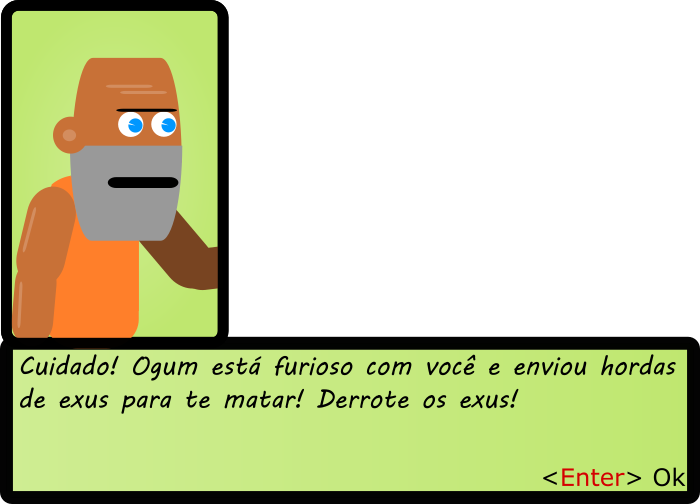 Cuidado! Ogum está furioso com você e enviou hordas
de exus para te matar! Derrote os exus!
<Enter> Ok